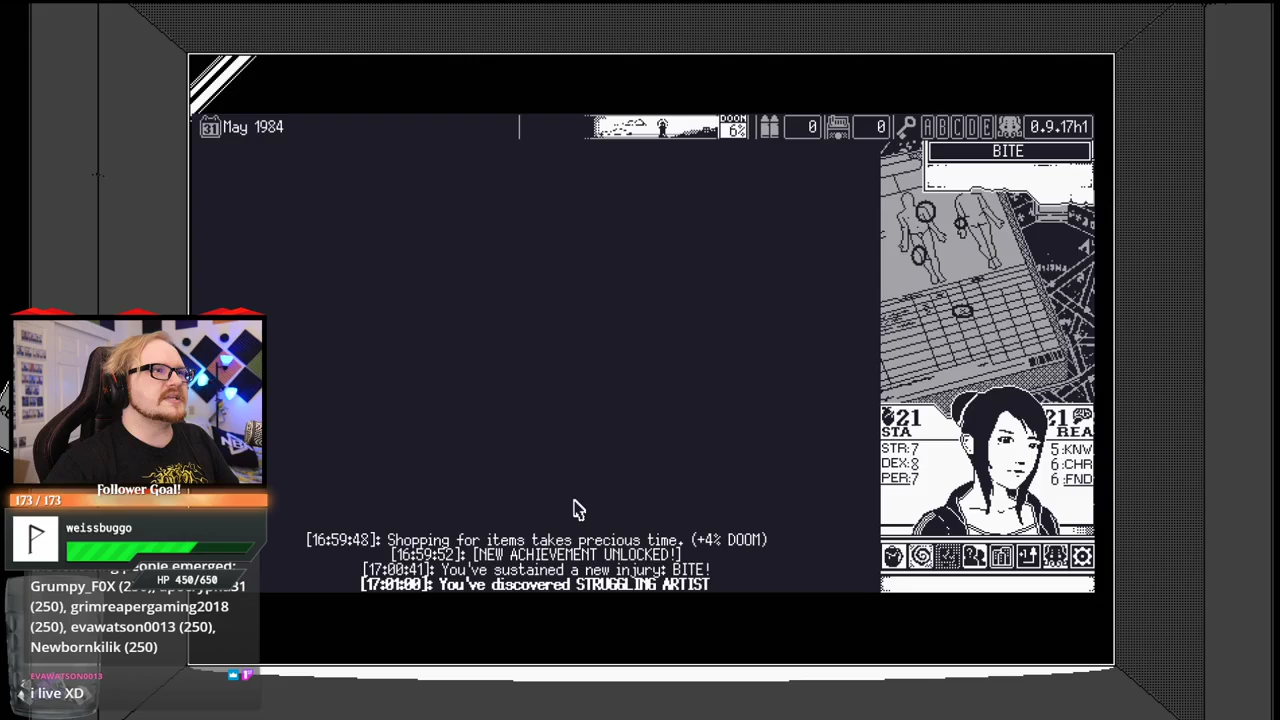 31 May 1984
DOOM
6%
0
0
A B C D E
0.9.17h1
BITE
21
STA
STR:7
DEX:8
PER:7
21
REA
5:KNW
6:CHR
6:FND
[16:59:48]: Shopping for items takes precious time. (+4% DOOM)
[16:59:52]: [NEW ACHIEVEMENT UNLOCKED!]
[17:00:41]: You've sustained a new injury: BITE!
[17:01:00]: You've discovered STRUGGLING ARTIST
Follower Goal!
173 / 173
weissbuggo
HP 450/650
Grumpy_F0X
(250), grimreapergaming2018
(250), evawatson0013 (250),
Newbornkilik (250)
EVAWATSON0013
i live XD